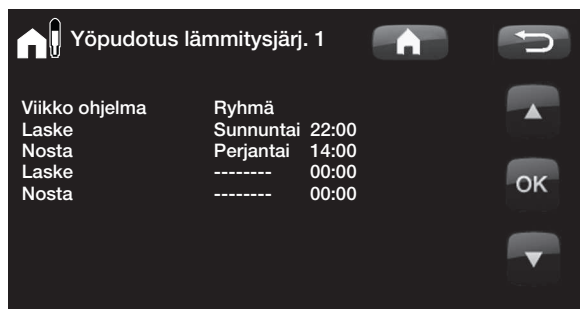 Yöpudotus lämmitysjärj. 1
Viikko ohjelma Ryhmä
Laske Sunnuntai 22:00
Nosta Perjantai 14:00
Laske -------- 00:00
Nosta -------- 00:00
OK